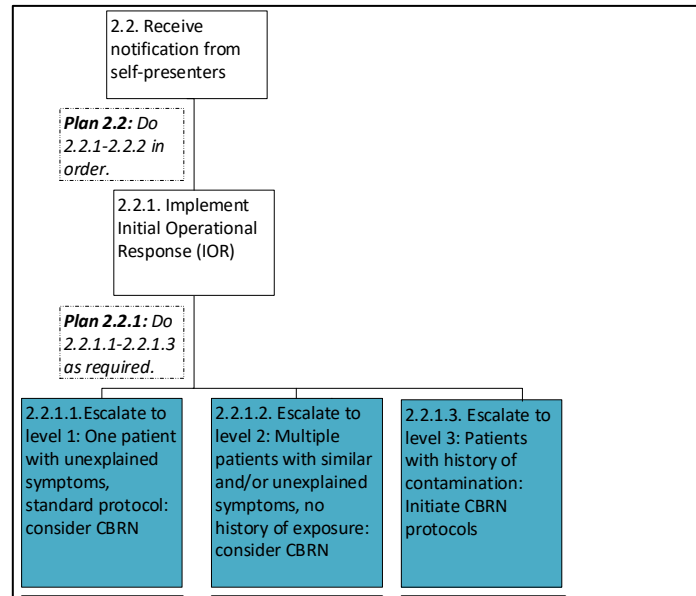 2.2. Receive
notification from
self-presenters
Plan 2.2: Do
2.2.1-2.2.2 in
order.
2.2.1. Implement
Initial Operational
Response (IOR)
Plan 2.2.1: Do
2.2.1.1-2.2.1.3
as required.
2.2.1.1.Escalate to
level 1: One patient
with unexplained
symptoms,
standard protocol:
consider CBRN
2.2.1.2. Escalate to
level 2: Multiple
patients with similar
and/or unexplained
symptoms, no
history of exposure:
consider CBRN
2.2.1.3. Escalate to
level 3: Patients
with history of
contamination:
Initiate CBRN
protocols